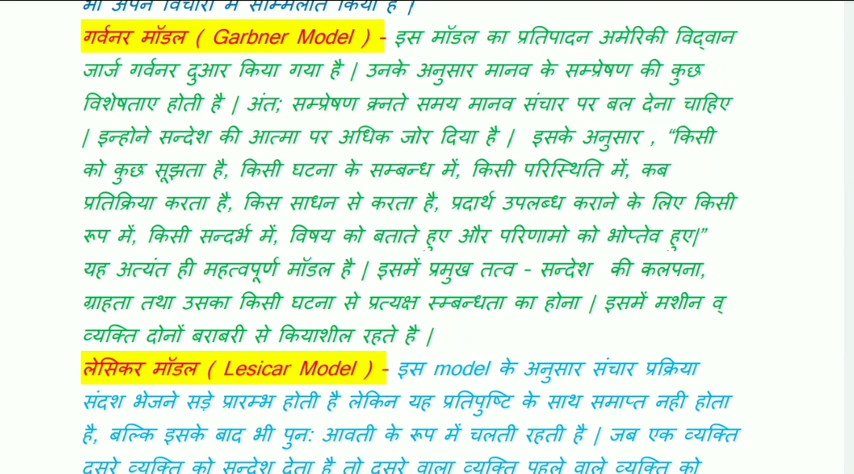 भी अपने विचारों में सम्मिलीत किया है |
गर्वनर मॉडल ( Garbner Model ) - इस मॉडल का प्रतिपादन अमेरिकी विद्वान
जार्ज गर्वनर दुआर किया गया है | उनके अनुसार मानव के सम्प्रेषण की कुछ
विशेषताए होती है | अंत; सम्प्रेषण क्र्नते समय मानव संचार पर बल देना चाहिए
| इन्होने सन्देश की आत्मा पर अधिक जोर दिया है | इसके अनुसार , “किसी
को कुछ सूझता है, किसी घटना के सम्बन्ध में, किसी परिस्थिति में, कब
प्रतिक्रिया करता है, किस साधन से करता है, प्रदार्थ उपलब्ध कराने के लिए किसी
रूप में, किसी सन्दर्भ में, विषय को बताते हुए और परिणामो को भोप्तेव हुए|”
यह अत्यंत ही महत्वपूर्ण मॉडल है | इसमें प्रमुख तत्व - सन्देश की कल्पना,
ग्राहता तथा उसका किसी घटना से प्रत्यक्ष स्म्बन्धता का होना | इसमें मशीन व्
व्यक्ति दोनों बराबरी से कियाशील रहते है |
लेसिकर मॉडल ( Lesicar Model ) - इस model के अनुसार संचार प्रक्रिया
संदश भेजने सड़े प्रारम्भ होती है लेकिन यह प्रतिपुष्टि के साथ समाप्त नही होता
है, बल्कि इसके बाद भी पुन: आवती के रूप में चलती रहती है | जब एक व्यक्ति
दुसरे व्यक्ति को सन्देश देता है तो दुसरे वाला व्यक्ति पहले वाले व्यक्ति को